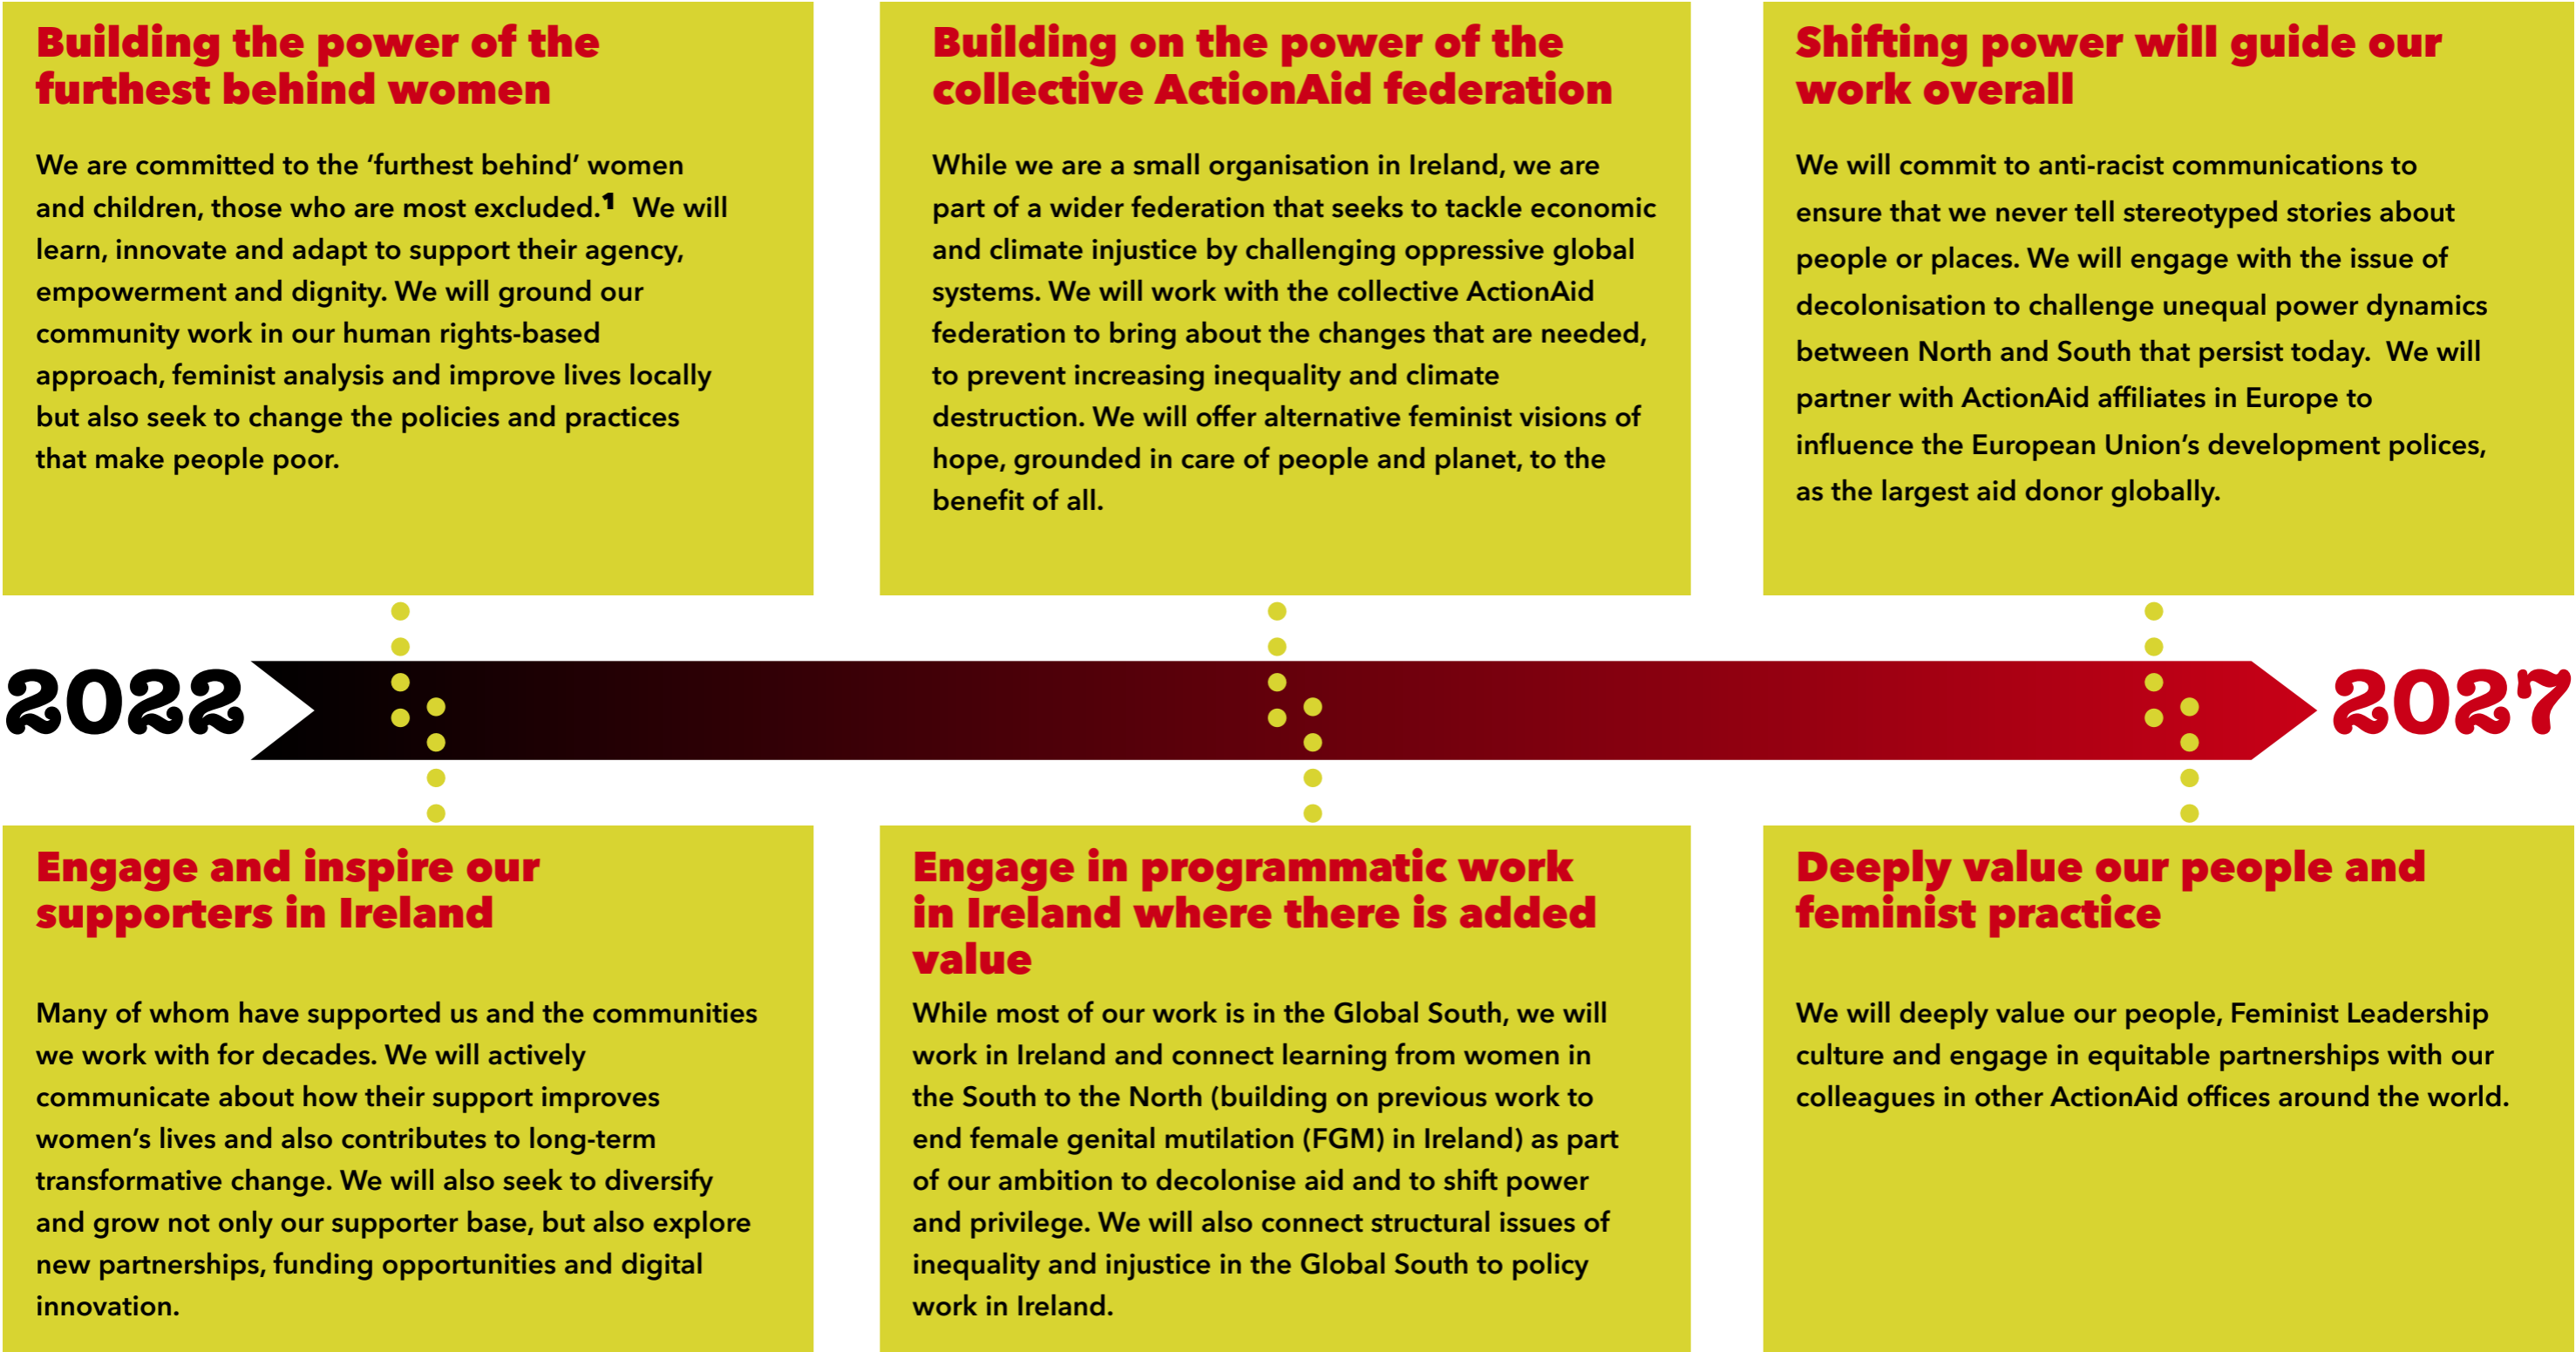 Building the power of the
furthest behind women
We are committed to the ‘furthest behind’ women
and children, those who are most excluded.¹  We will
learn, innovate and adapt to support their agency,
empowerment and dignity. We will ground our
community work in our human rights-based
approach, feminist analysis and improve lives locally
but also seek to change the policies and practices
that make people poor.
Building on the power of the
collective ActionAid federation
While we are a small organisation in Ireland, we are
part of a wider federation that seeks to tackle economic
and climate injustice by challenging oppressive global
systems. We will work with the collective ActionAid
federation to bring about the changes that are needed,
to prevent increasing inequality and climate
destruction. We will offer alternative feminist visions of
hope, grounded in care of people and planet, to the
benefit of all.
Shifting power will guide our
work overall
We will commit to anti-racist communications to
ensure that we never tell stereotyped stories about
people or places. We will engage with the issue of
decolonisation to challenge unequal power dynamics
between North and South that persist today.  We will
partner with ActionAid affiliates in Europe to
influence the European Union’s development polices,
as the largest aid donor globally.
2022
2027
Engage and inspire our
supporters in Ireland
Many of whom have supported us and the communities
we work with for decades. We will actively
communicate about how their support improves
women’s lives and also contributes to long-term
transformative change. We will also seek to diversify
and grow not only our supporter base, but also explore
new partnerships, funding opportunities and digital
innovation.
Engage in programmatic work
in Ireland where there is added
value
While most of our work is in the Global South, we will
work in Ireland and connect learning from women in
the South to the North (building on previous work to
end female genital mutilation (FGM) in Ireland) as part
of our ambition to decolonise aid and to shift power
and privilege. We will also connect structural issues of
inequality and injustice in the Global South to policy
work in Ireland.
Deeply value our people and
feminist practice
We will deeply value our people, Feminist Leadership
culture and engage in equitable partnerships with our
colleagues in other ActionAid offices around the world.